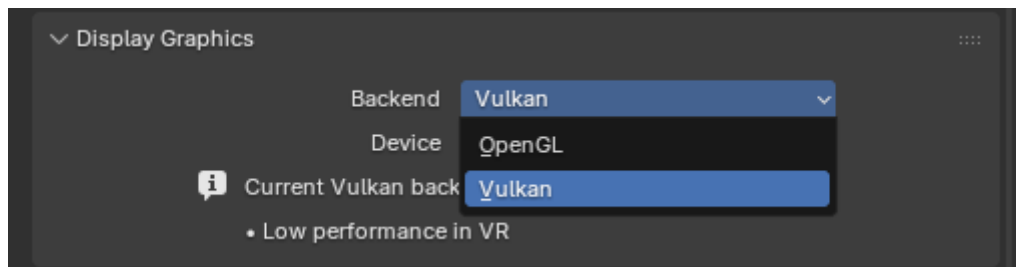 Display Graphics
Backend Vulkan
Device OpenGL
Current Vulkan back Vulkan
• Low performance in VR